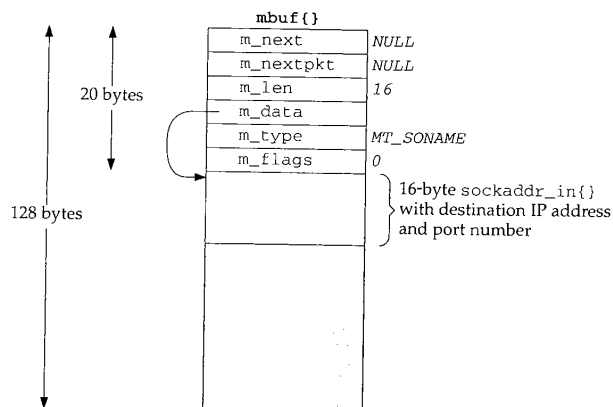 mbuf{}
m_next NULL
m_nextpkt NULL
m_len 16
20 bytes
m_data
m_type MT_SONAME
m_flags 0
16-byte sockaddr_in{}
with destination IP address
and port number
128 bytes